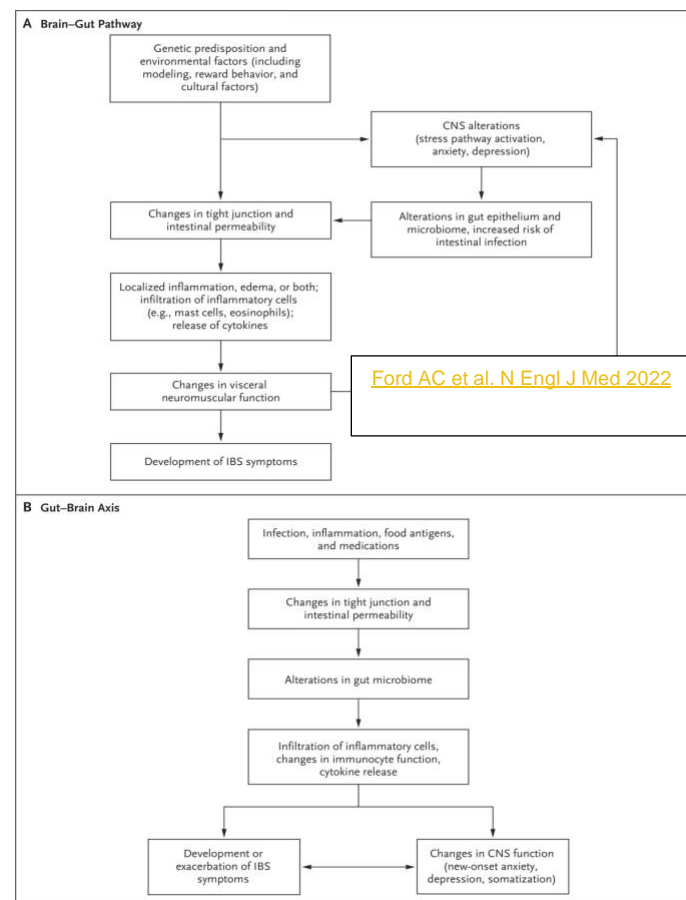 A Brain–Gut Pathway
Genetic predisposition and
environmental factors (including
modeling, reward behavior, and
cultural factors)
CNS alterations
(stress pathway activation,
anxiety, depression)
Changes in tight junction and
intestinal permeability
Alterations in gut epithelium and
microbiome, increased risk of
intestinal infection
Localized inflammation, edema, or both;
infiltration of inflammatory cells
(e.g., mast cells, eosinophils);
release of cytokines
Ford AC et al. N Engl J Med 2022
Changes in visceral
neuromuscular function
Development of IBS symptoms
B Gut–Brain Axis
Infection, inflammation, food antigens,
and medications
Changes in tight junction and
intestinal permeability
Alterations in gut microbiome
Infiltration of inflammatory cells,
changes in immunocyte function,
cytokine release
Development or
exacerbation of IBS
symptoms
Changes in CNS function
(new-onset anxiety,
depression, somatization)